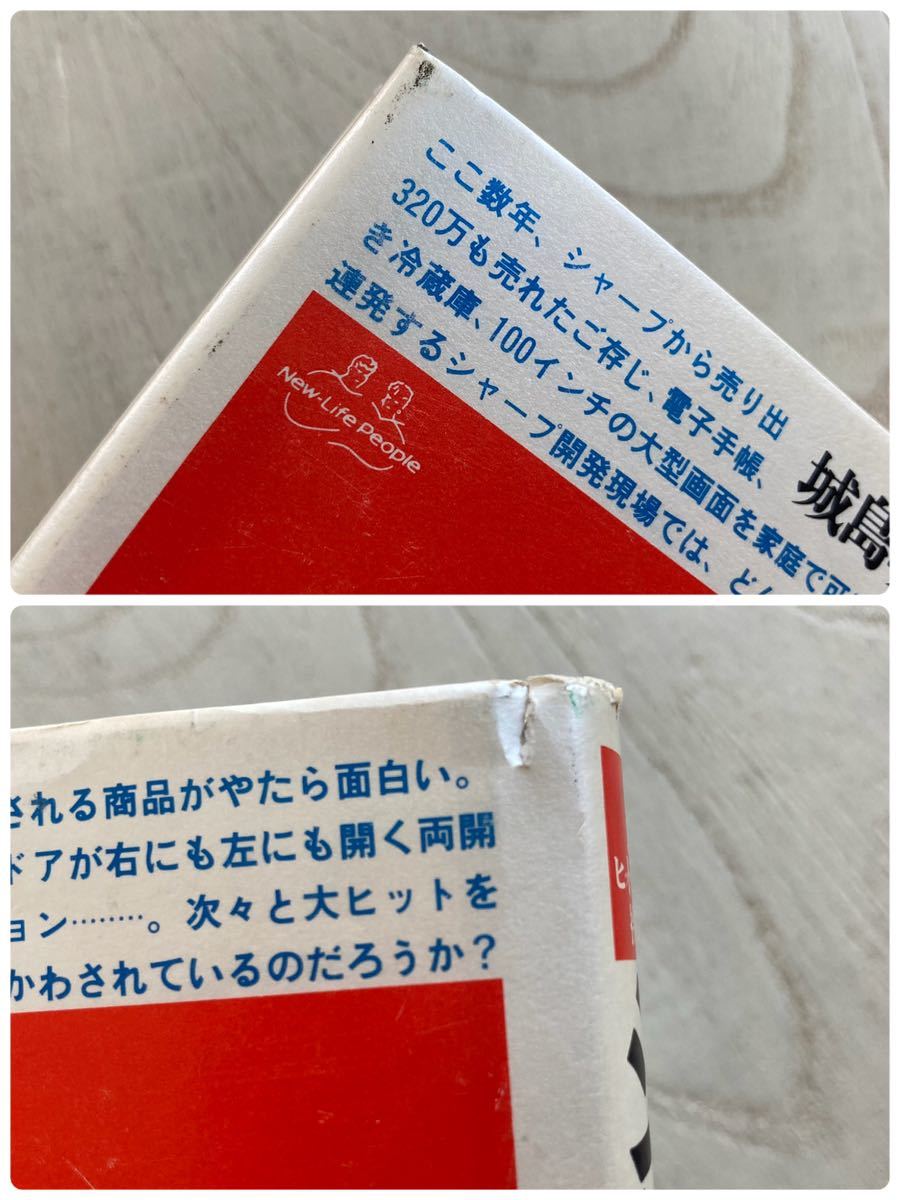 ここ数年、シャープから売り出
320万も売れたご存じ、電子手帳、
き冷蔵庫、100インチの大型画面を家庭で可
連発するシャープ開発現場では、ど
New・Life People
城島
される商品がやたら面白い。
ドアが右にも左にも開く両開
ョン………。次々と大ヒットを
かわされているのだろうか?
ヒ